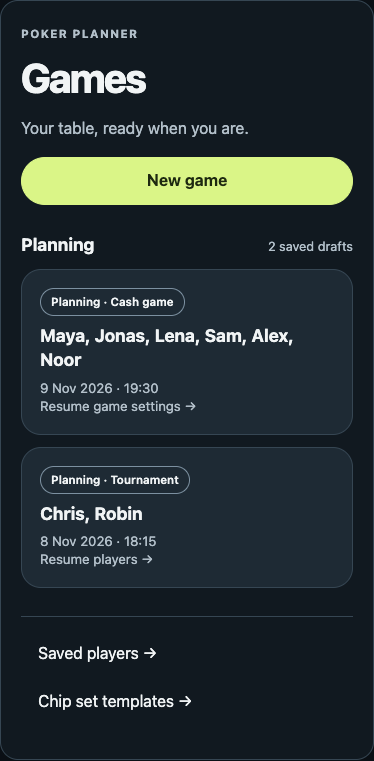 POKER PLANNER
Games
Your table, ready when you are.
New game
Planning
2 saved drafts
Planning · Cash game
Maya, Jonas, Lena, Sam, Alex,
Noor
9 Nov 2026 · 19:30
Resume game settings →
Planning · Tournament
Chris, Robin
8 Nov 2026 · 18:15
Resume players →
Saved players →
Chip set templates →